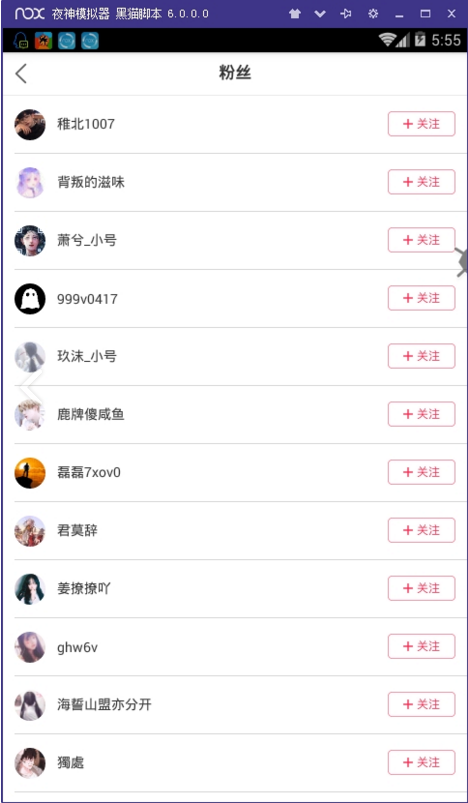 nox 夜神模拟器 黑猫脚本 6.0.0.0
5:55
粉丝
稚北1007 + 关注
背叛的滋味 + 关注
萧兮_小号 + 关注
999v0417 + 关注
玖沫_小号 + 关注
鹿牌傻咸鱼 + 关注
磊磊7xov0 + 关注
君莫辞 + 关注
姜撩撩吖 + 关注
ghw6v + 关注
海誓山盟亦分开 + 关注
獨處 + 关注